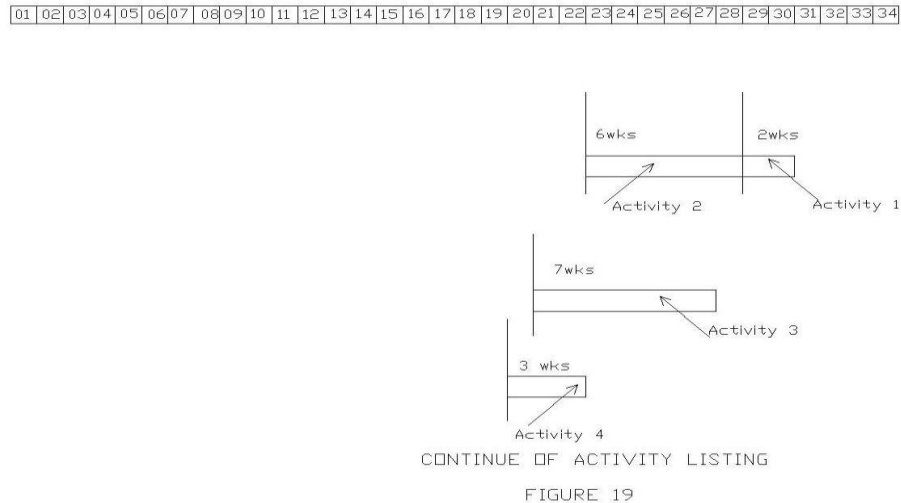 01 02 03 04 05 06 07 08 09 10 11 12 13 14 15 16 17 18 19 20 21 22 23 24 25 26 27 28 29 30 31 32 33 34
6wks 2wks
Activity 2 Activity 1
7wks
Activity 3
3 wks
Activity 4
CONTINUE OF ACTIVITY LISTING
FIGURE 19